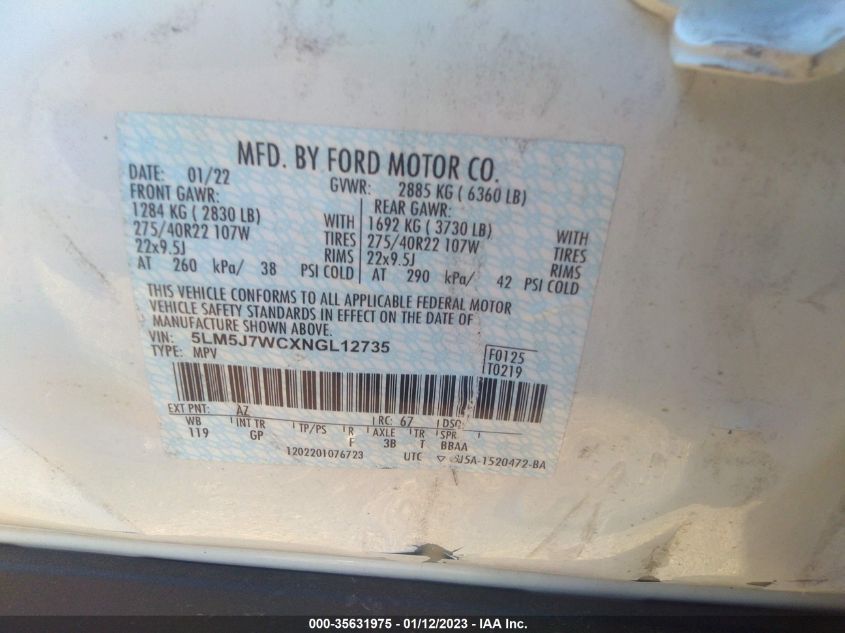 MFD. BY FORD MOTOR CO.
DATE: 01/22 GVWR: 2885 KG ( 6360 LB)
FRONT GAWR: REAR GAWR:
1284 KG ( 2830 LB) WITH 1692 KG ( 3730 LB) WITH
275/40R22 107W TIRES 275/40R22 107W TIRES
22x9.5J RIMS 22x9.5J RIMS
AT 260 kPa/ 38 PSI COLD AT 290 kPa/ 42 PSI COLD
THIS VEHICLE CONFORMS TO ALL APPLICABLE FEDERAL MOTOR
VEHICLE SAFETY STANDARDS IN EFFECT ON THE DATE OF
MANUFACTURE SHOWN ABOVE.
VIN: 5LM5J7WCXNGL12735
TYPE: MPV
F0125
T0219
EXT PNT: AZ RC: 67 DSO:
WB INT TR TP/PS R AXLE TR SPR
119 GP F 3B T BBAA
1202201076723 UTC 5U5A-1520472-BA
000-35631975 - 01/12/2023 - IAA Inc.